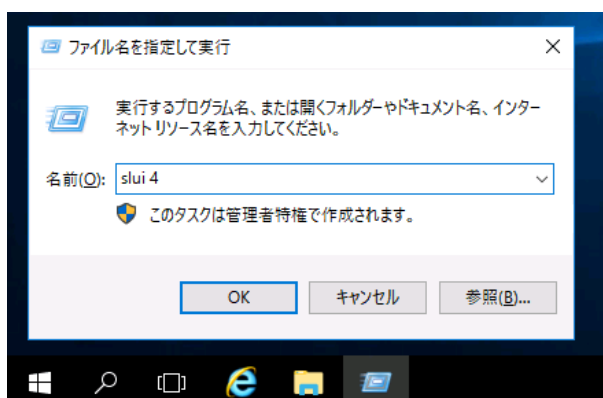 ファイル名を指定して実行
実行するプログラム名、または開くフォルダーやドキュメント名、インター
ネット リソース名を入力してください。
名前(O): slui 4
このタスクは管理者特権で作成されます。
OK キャンセル 参照(B)...